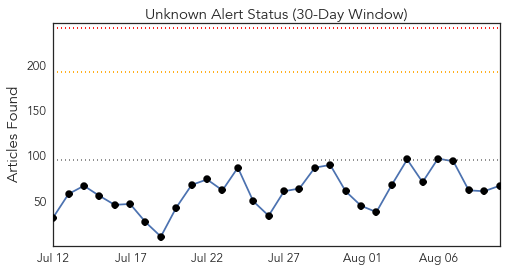 Unknown Alert Status (30-Day Window)
Articles Found
200
150
100
50
Jul 12 Jul 17 Jul 22 Jul 27 Aug 01 Aug 06